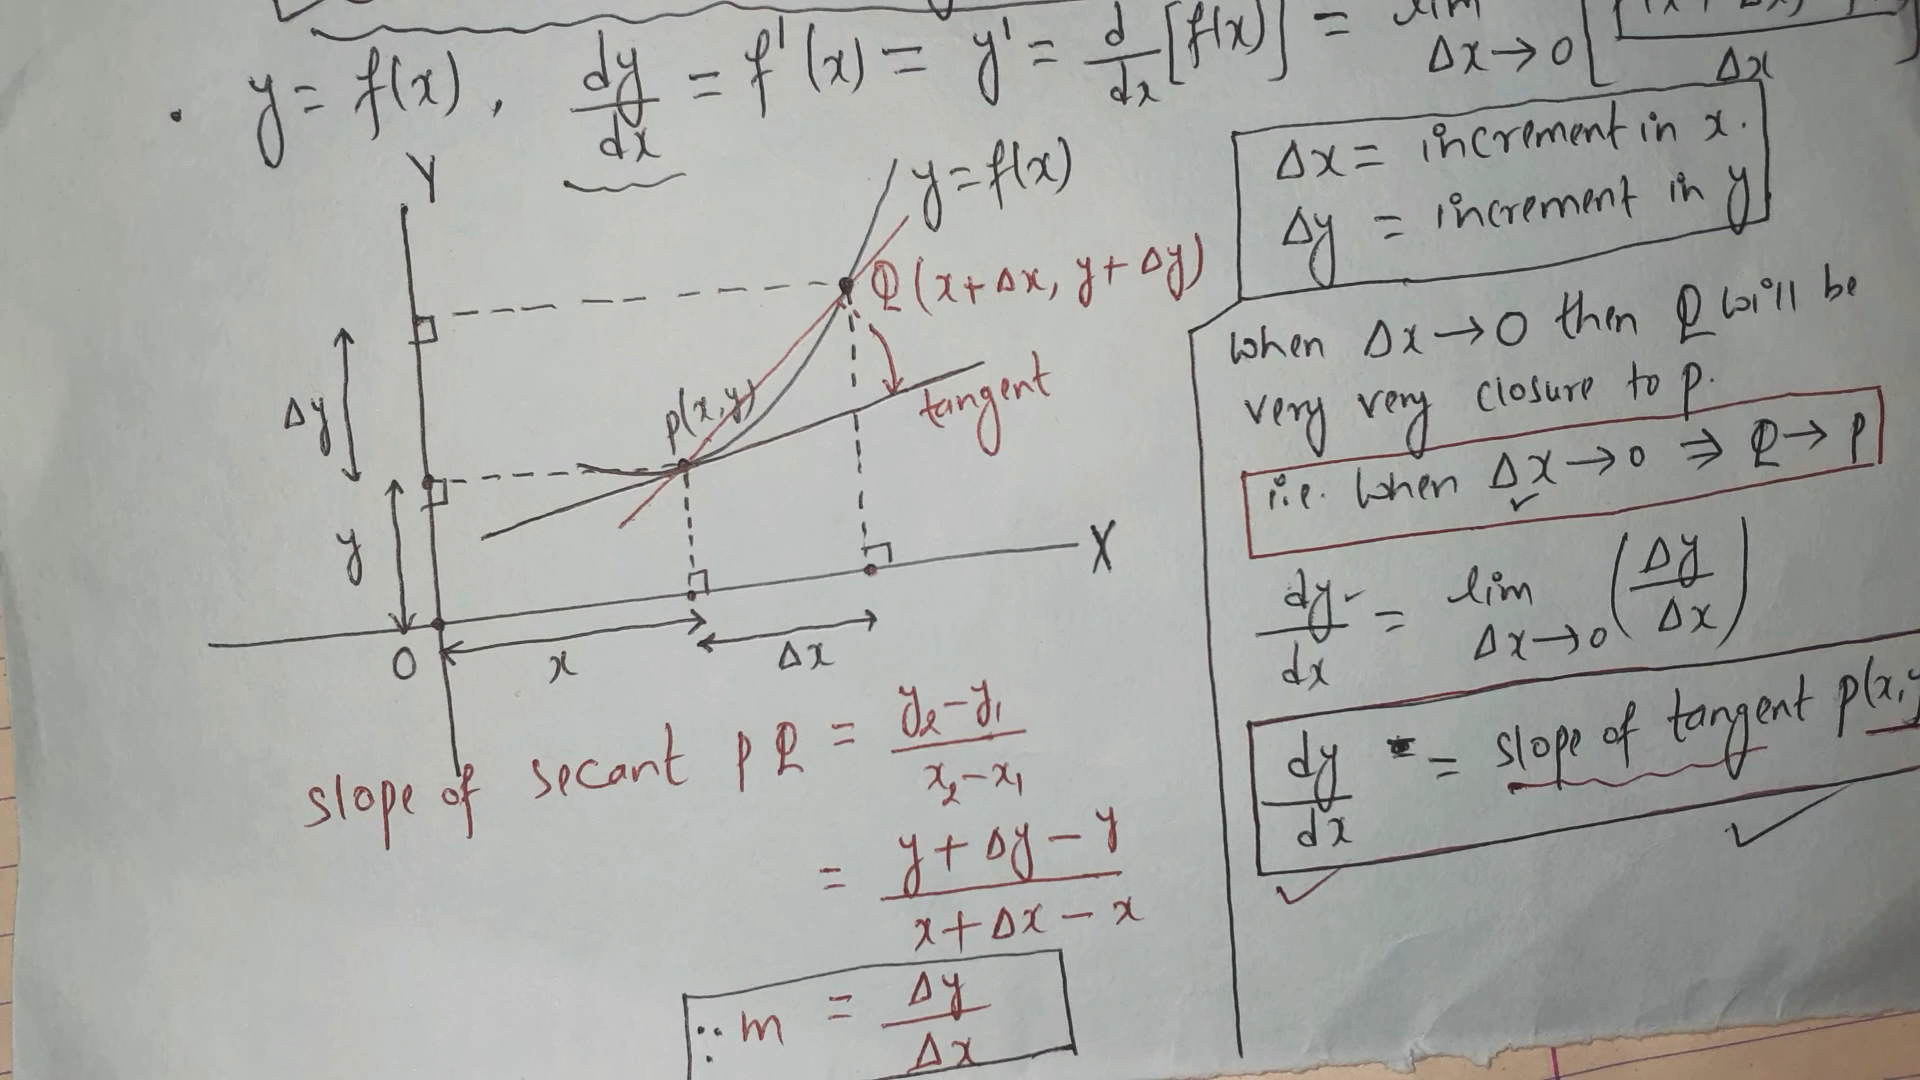 . y = f(x), dy/dx = f'(x) = y' = d/dx [f(x)] = lim Δx→0 [ / Δx ]
Y
y = f(x)
Q(x+Δx, y+Δy)
Δy
p(x,y)
tangent
y
X
O
x
Δx
slope of secant PQ = y₂-y₁ / x₂-x₁
= y+Δy-y / x+Δx-x
∴ m = Δy / Δx
Δx = increment in x.
Δy = increment in y
when Δx→0 then Q will be
very very closure to p.
i.e. when Δx→0 ⇒ Q→p
dy/dx = lim Δx→0 (Δy/Δx)
dy/dx = slope of tangent p(x,y